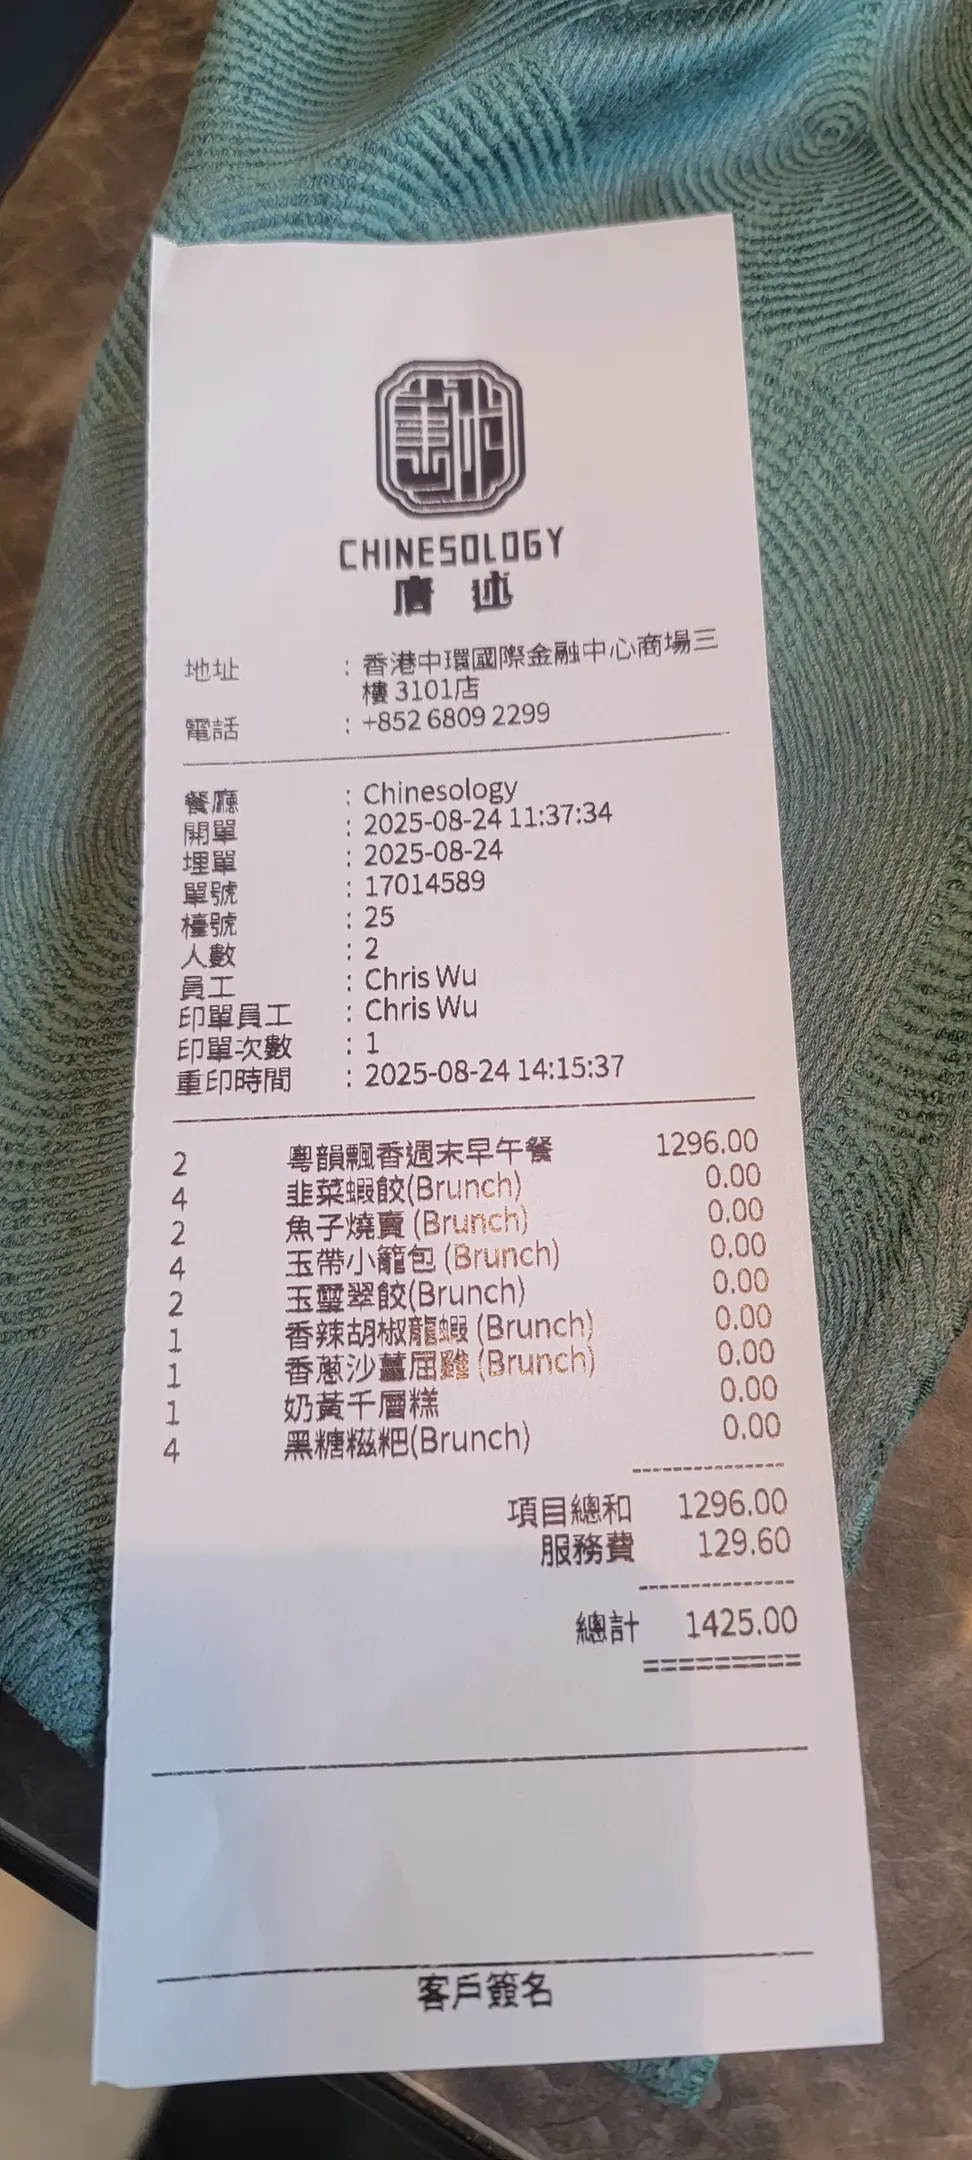 CHINESOLOGY
唐 述
地址 : 香港中環國際金融中心商場三
樓 3101店
電話 : +852 6809 2299
餐廳 : Chinesology
開單 : 2025-08-24 11:37:34
埋單 : 2025-08-24
單號 : 17014589
檯號 : 25
人數 : 2
員工 : Chris Wu
印單員工 : Chris Wu
印單次數 : 1
重印時間 : 2025-08-24 14:15:37
2 粵韻飄香週末早午餐 1296.00
4 韭菜蝦餃(Brunch) 0.00
2 魚子燒賣 (Brunch) 0.00
4 玉帶小籠包 (Brunch) 0.00
2 玉璽翠餃(Brunch) 0.00
1 香辣胡椒龍蝦 (Brunch) 0.00
1 香蔥沙薑屈雞 (Brunch) 0.00
1 奶黃千層糕 0.00
4 黑糖糍粑(Brunch) 0.00
項目總和 1296.00
服務費 129.60
總計 1425.00
客戶簽名